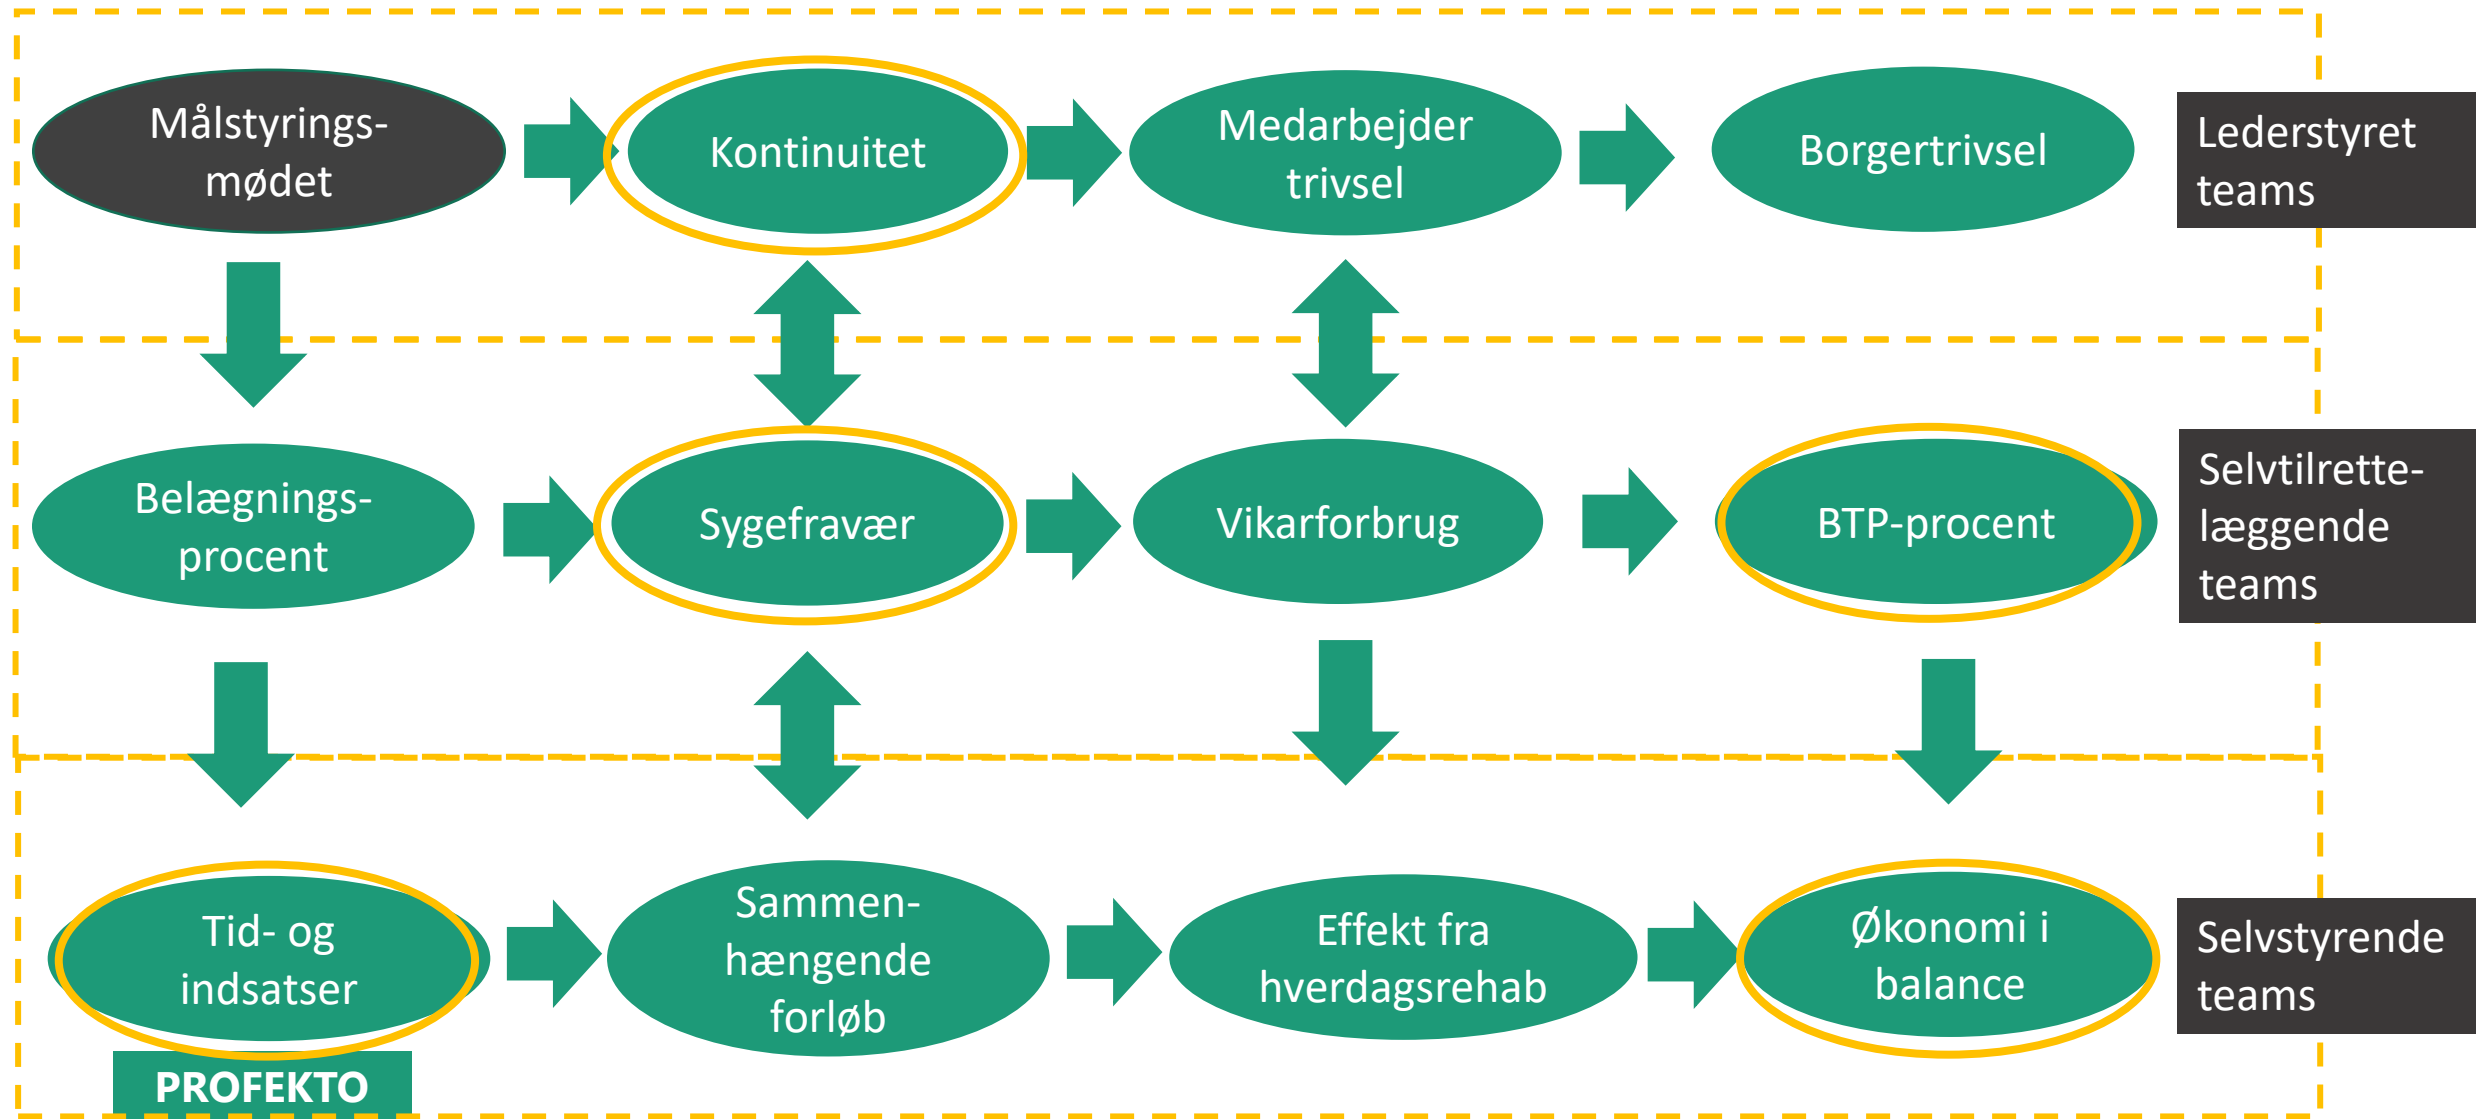 Målstyrings-
mødet
Kontinuitet
Medarbejder
trivsel
Borgertrivsel
Lederstyret
teams
Belægnings-
procent
Sygefravær
Vikarforbrug
BTP-procent
Selvtilrette-
læggende
teams
Tid- og
indsatser
Sammen-
hængende
forløb
Effekt fra
hverdagsrehab
Økonomi i
balance
Selvstyrende
teams
PROFEKTO